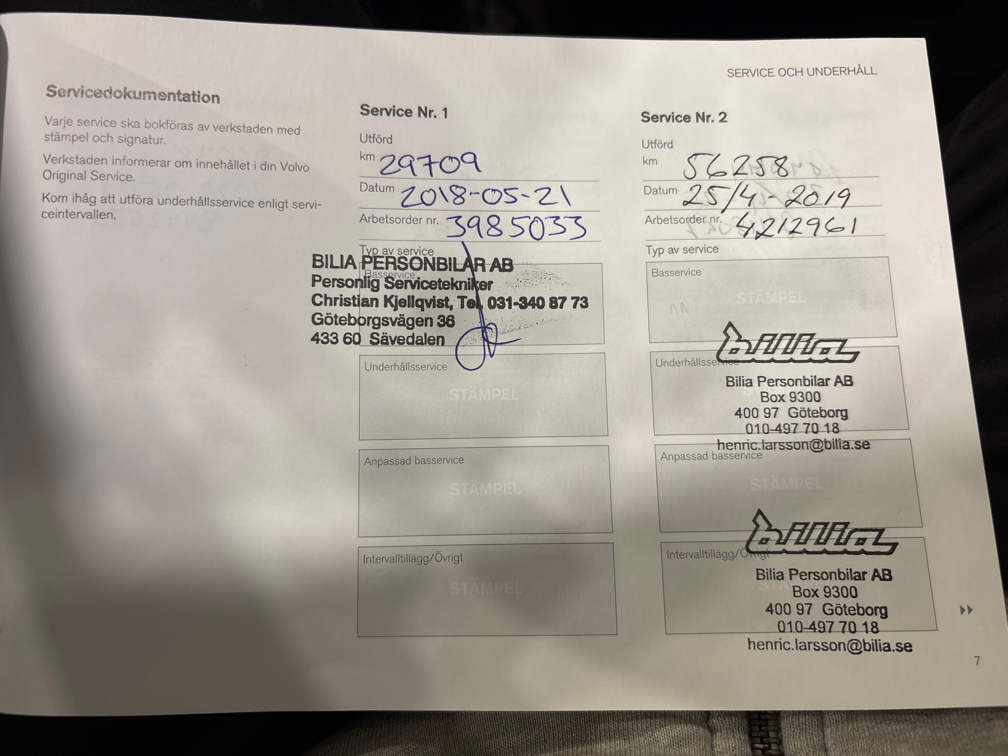 SERVICE OCH UNDERHÅLL
Servicedokumentation
Varje service ska bokföras av verkstaden med
stämpel och signatur.
Verkstaden informerar om innehållet i din Volvo
Original Service.
Kom ihåg att utföra underhållsservice enligt servi-
ceintervallen.
Service Nr. 1
Utförd
km 29709
Datum 2018-05-21
Arbetsorder nr. 3985033
Typ av service
Basservice
BILIA PERSONBILAR AB
Personlig Servicetekniker
Christian Kjellqvist, Tel. 031-340 87 73
Göteborgsvägen 36
433 60 Sävedalen
Underhållsservice
STÄMPEL
Anpassad basservice
STÄMPEL
Intervalltillägg/Övrigt
STÄMPEL
Service Nr. 2
Utförd
km 56258
Datum 25/4-2019
Arbetsorder nr. 4212961
Typ av service
Basservice
STÄMPEL
bilia
Underhållsservice
Bilia Personbilar AB
Box 9300
400 97 Göteborg
010-497 70 18
henric.larsson@bilia.se
Anpassad basservice
STÄMPEL
bilia
Intervalltillägg/Övrigt
Bilia Personbilar AB
Box 9300
400 97 Göteborg
010-497 70 18
henric.larsson@bilia.se
7